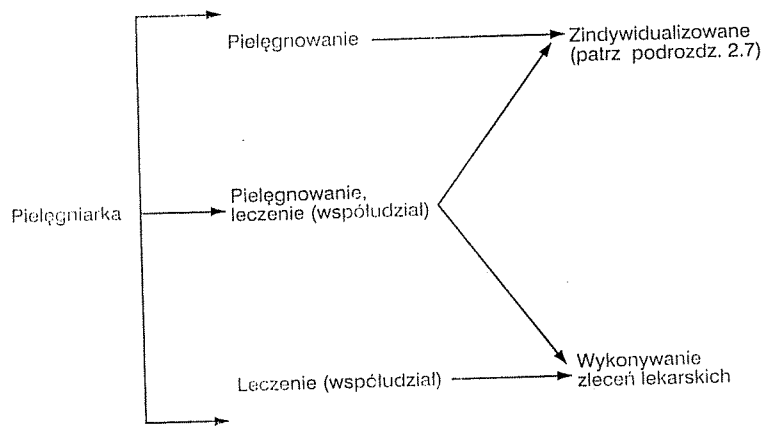 Pielęgnowanie
Zindywidualizowane
(patrz podrozdz. 2.7)
Pielęgniarka
Pielęgnowanie,
leczenie (współudział)
Leczenie (współudział)
Wykonywanie
zleceń lekarskich